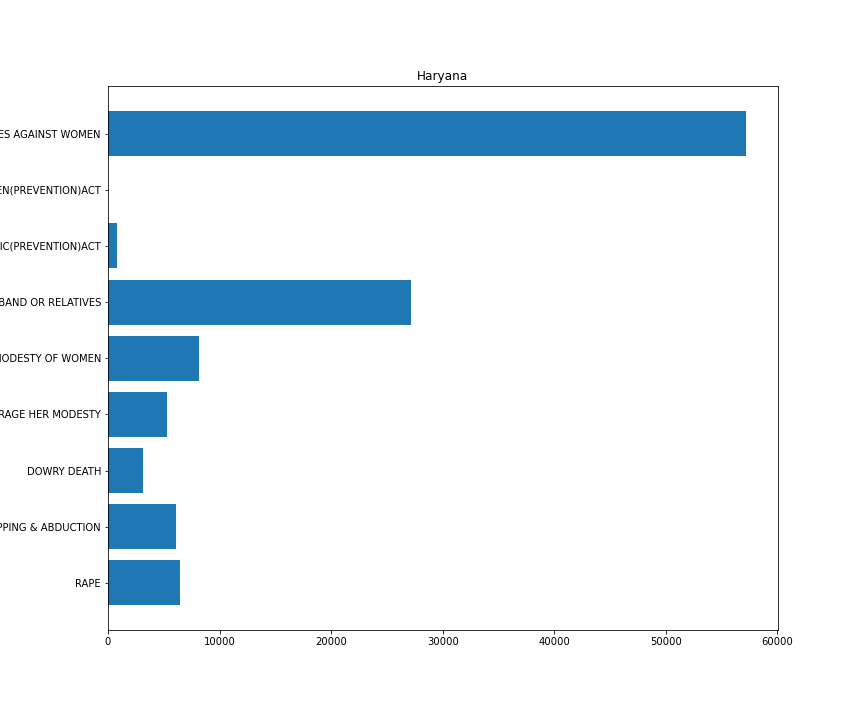 Haryana
ES AGAINST WOMEN
EN(PREVENTION)ACT
IC(PREVENTION)ACT
BAND OR RELATIVES
MODESTY OF WOMEN
RAGE HER MODESTY
DOWRY DEATH
PPING & ABDUCTION
RAPE
0 10000 20000 30000 40000 50000 60000